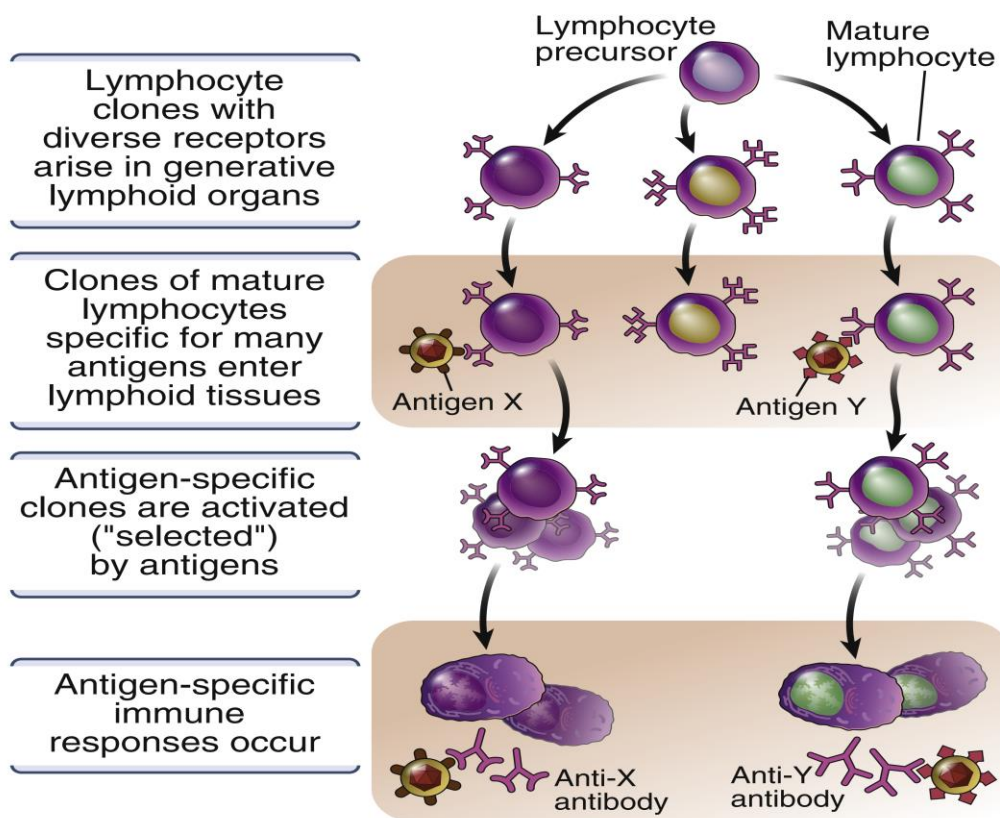 Lymphocyte
precursor
Mature
lymphocyte
Lymphocyte
clones with
diverse receptors
arise in generative
lymphoid organs
Clones of mature
lymphocytes
specific for many
antigens enter
lymphoid tissues
Antigen X
Antigen Y
Antigen-specific
clones are activated
("selected")
by antigens
Antigen-specific
immune
responses occur
Anti-X
antibody
Anti-Y
antibody